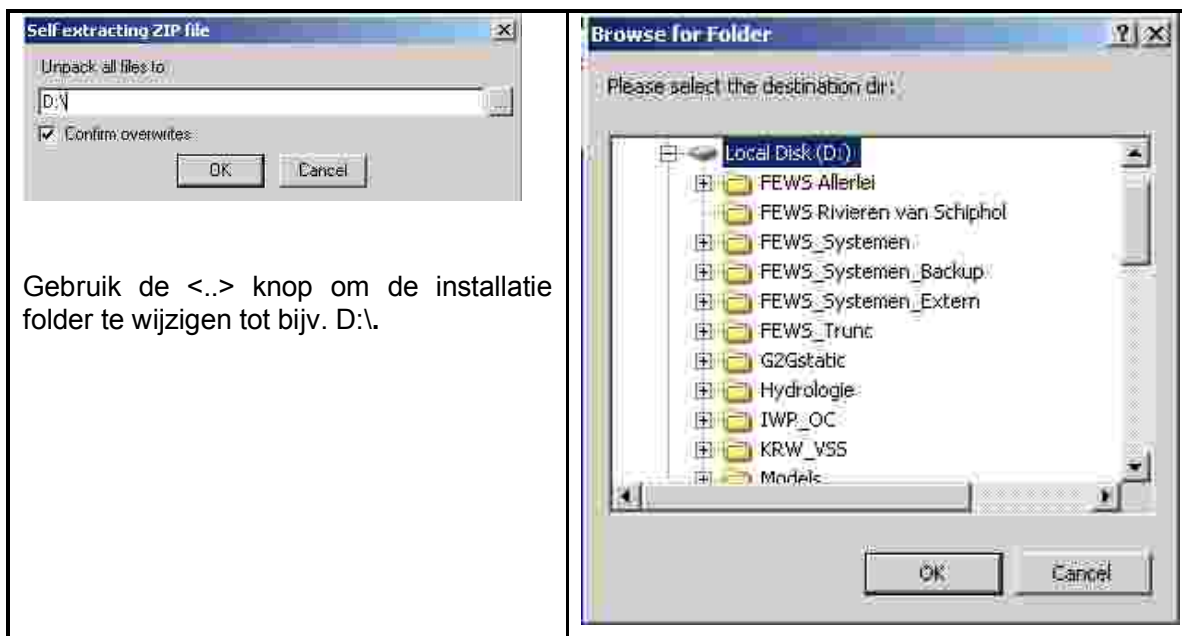 Self extracting ZIP file
Unpack all files to:
D:\
...
Confirm overwrites
OK Cancel
Gebruik de <..> knop om de installatie
folder te wijzigen tot bijv. D:\.
Browse for Folder
Please select the destination dir:
Local Disk (D:)
FEWS Allerlei
FEWS Rivieren van Schiphol
FEWS_Systemen
FEWS_Systemen_Backup
FEWS_Systemen_Extern
FEWS_Trunc
G2Gstatic
Hydrologie
IWP_OC
KRW_VSS
Models
OK Cancel